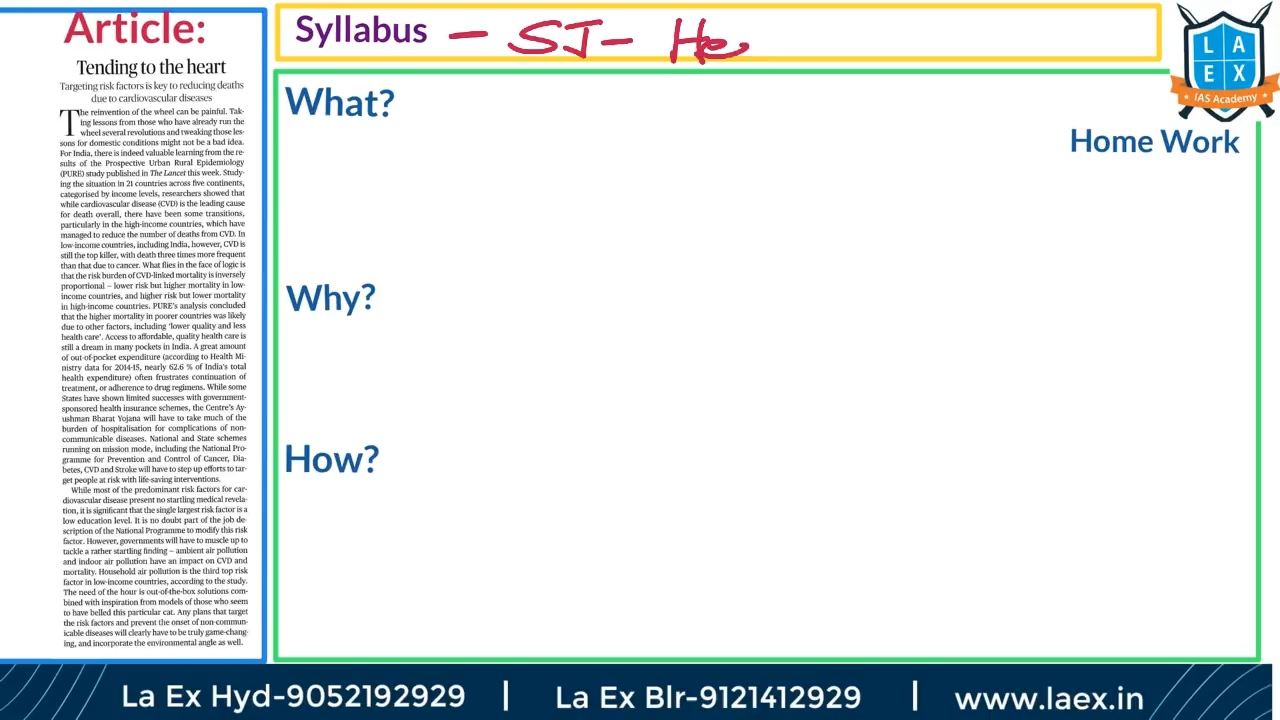 Article:
Tending to the heart
Targeting risk factors is key to reducing deaths
due to cardiovascular diseases
The reinvention of the wheel can be painful. Tak-
ing lessons from those who have already run the
wheel several revolutions and tweaking those les-
sons for domestic conditions might not be a bad idea.
For India, there is indeed valuable learning from the re-
sults of the Prospective Urban Rural Epidemiology
(PURE) study published in The Lancet this week. Study-
ing the situation in 21 countries across five continents,
categorised by income levels, researchers showed that
while cardiovascular disease (CVD) is the leading cause
for death overall, there have been some transitions,
particularly in the high-income countries, which have
managed to reduce the number of deaths from CVD. In
low-income countries, including India, however, CVD is
still the top killer, with death three times more frequent
than that due to cancer. What flies in the face of logic is
that the risk burden of CVD-linked mortality is inversely
proportional – lower risk but higher mortality in low-
income countries, and higher risk but lower mortality
in high-income countries. PURE's analysis concluded
that the higher mortality in poorer countries was likely
due to other factors, including 'lower quality and less
health care'. Access to affordable, quality health care is
still a dream in many pockets in India. A great amount
of out-of-pocket expenditure (according to Health Mi-
nistry data for 2014-15, nearly 62.6 % of India's total
health expenditure) often frustrates continuation of
treatment, or adherence to drug regimens. While some
States have shown limited successes with government-
sponsored health insurance schemes, the Centre's Ay-
ushman Bharat Yojana will have to take much of the
burden of hospitalisation for complications of non-
communicable diseases. National and State schemes
running on mission mode, including the National Pro-
gramme for Prevention and Control of Cancer, Dia-
betes, CVD and Stroke will have to step up efforts to tar-
get people at risk with life-saving interventions.
While most of the predominant risk factors for car-
diovascular disease present no startling medical revela-
tion, it is significant that the single largest risk factor is a
low education level. It is no doubt part of the job de-
scription of the National Programme to modify this risk
factor. However, governments will have to muscle up to
tackle a rather startling finding – ambient air pollution
and indoor air pollution have an impact on CVD and
mortality. Household air pollution is the third top risk
factor in low-income countries, according to the study.
The need of the hour is out-of-the-box solutions com-
bined with inspiration from models of those who seem
to have belled this particular cat. Any plans that target
the risk factors and prevent the onset of non-commun-
icable diseases will clearly have to be truly game-chang-
ing, and incorporate the environmental angle as well.
Syllabus - SJ - He
What?
Home Work
Why?
How?
L A
E X
IAS Academy
La Ex Hyd-9052192929 | La Ex Blr-9121412929 | www.laex.in